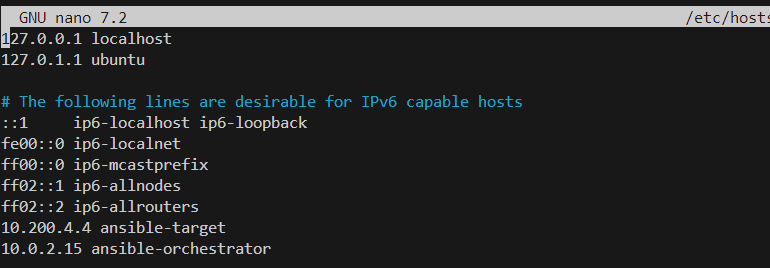 GNU nano 7.2 /etc/hosts
127.0.0.1 localhost
127.0.1.1 ubuntu
# The following lines are desirable for IPv6 capable hosts
::1     ip6-localhost ip6-loopback
fe00::0 ip6-localnet
ff00::0 ip6-mcastprefix
ff02::1 ip6-allnodes
ff02::2 ip6-allrouters
10.200.4.4 ansible-target
10.0.2.15 ansible-orchestrator